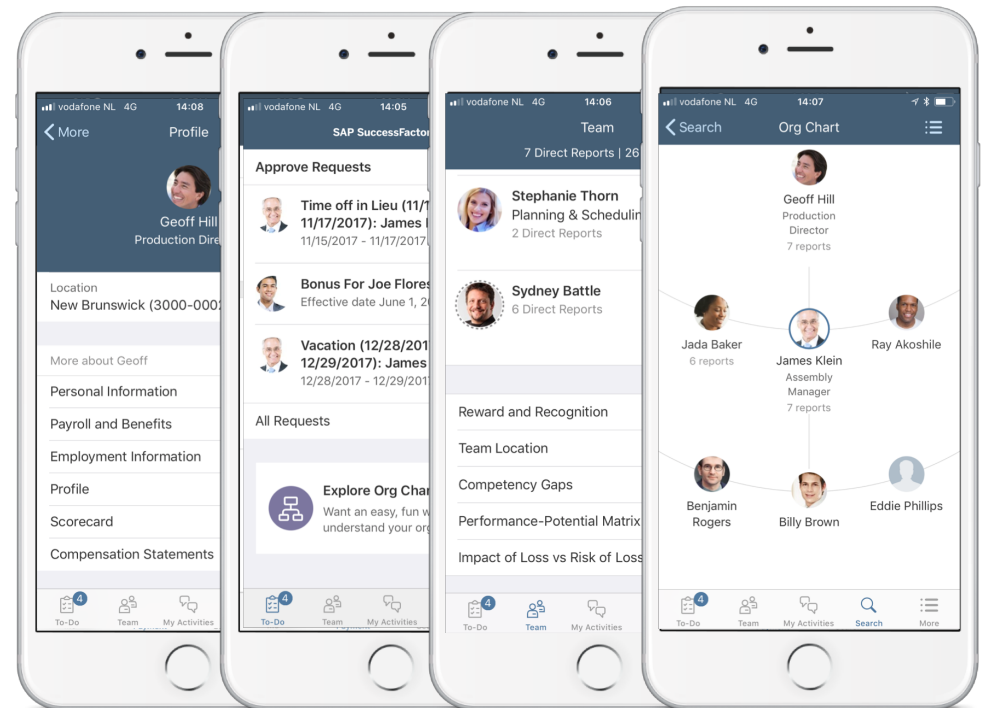 vodafone NL 4G 14:08
More Profile
Geoff Hill
Production Dire
Location
New Brunswick (3000-000
More about Geoff
Personal Information
Payroll and Benefits
Employment Information
Profile
Scorecard
Compensation Statements
4
To-Do Team My Activities
vodafone NL 4G 14:05
SAP SuccessFactor
Approve Requests
Time off in Lieu (11/1
11/17/2017): James
11/15/2017 - 11/17/2017
Bonus For Joe Flores
Effective date June 1, 2
Vacation (12/28/201
12/29/2017): James
12/28/2017 - 12/29/201
All Requests
Explore Org Char
Want an easy, fun w
understand your org
4
To-Do Team My Activities
vodafone NL 4G 14:06
Team
7 Direct Reports | 26
Stephanie Thorn
Planning & Schedulin
2 Direct Reports
Sydney Battle
6 Direct Reports
Reward and Recognition
Team Location
Competency Gaps
Performance-Potential Matrix
Impact of Loss vs Risk of Loss
4
To-Do Team My Activities
vodafone NL 4G 14:07
Search Org Chart
Geoff Hill
Production
Director
7 reports
Jada Baker James Klein Ray Akoshile
6 reports
Assembly
Manager
7 reports
Benjamin
Rogers
Billy Brown
Eddie Phillips
4
To-Do Team My Activities Search More